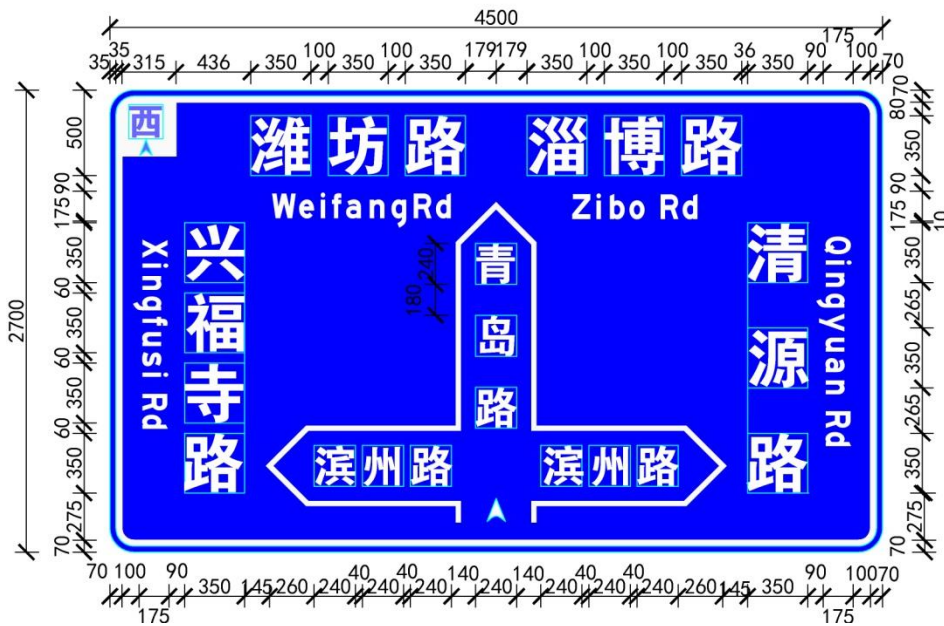 4500
175
35 35 315 436 350 100 350 100 350 179 179 350 100 350 100 350 36 350 90 100 70
西
潍坊路 淄博路
WeifangRd Zibo Rd
兴福寺路
Xingfusi Rd
青岛路
清源路
Qingyuan Rd
滨州路 滨州路
240
180
2700
500 90 175 350 60 350 60 350 60 350 275 70
70 80 350 90 175 10 350 265 350 265 350 275 70
70 100 90 350 145 260 240 40 240 40 240 140 240 140 240 40 240 40 240 260 145 350 90 100 70
175 175